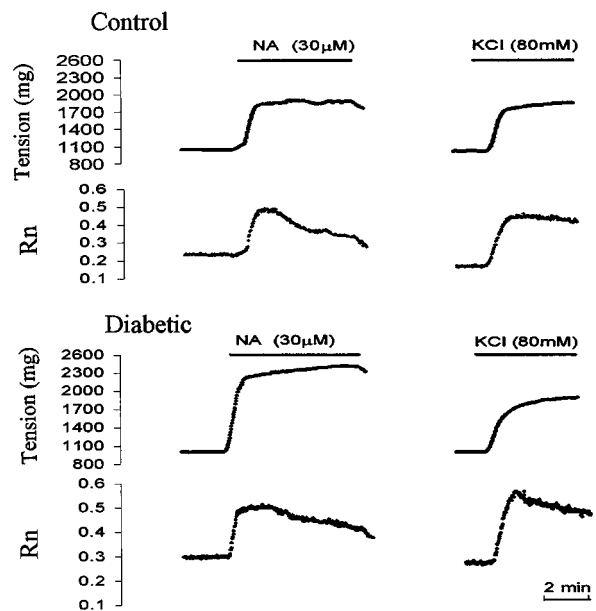 Control
NA (30µM)
KCl (80mM)
Tension (mg)
2600
2300
2000
1700
1400
1100
800
Rn
0.6
0.5
0.4
0.3
0.2
0.1
Diabetic
NA (30µM)
KCl (80mM)
Tension (mg)
2600
2300
2000
1700
1400
1100
800
Rn
0.6
0.5
0.4
0.3
0.2
0.1
2 min